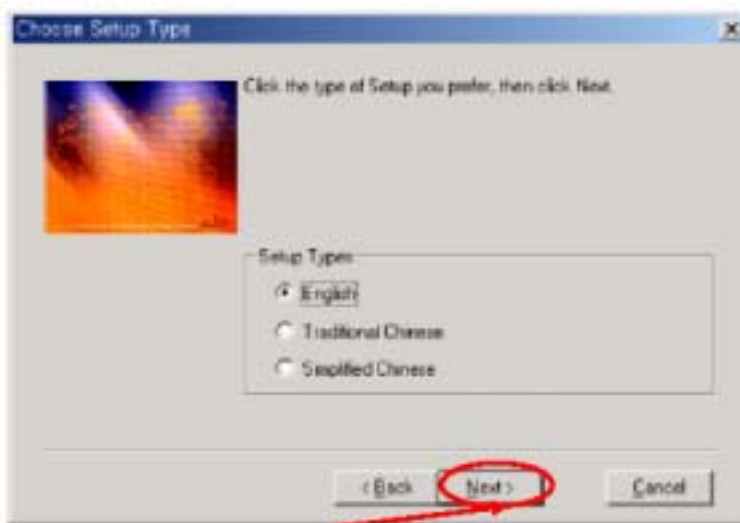 Choose Setup Type
Click the type of Setup you prefer, then click Next.
Setup Types
English
Traditional Chinese
Simplified Chinese
< Back
Next >
Cancel